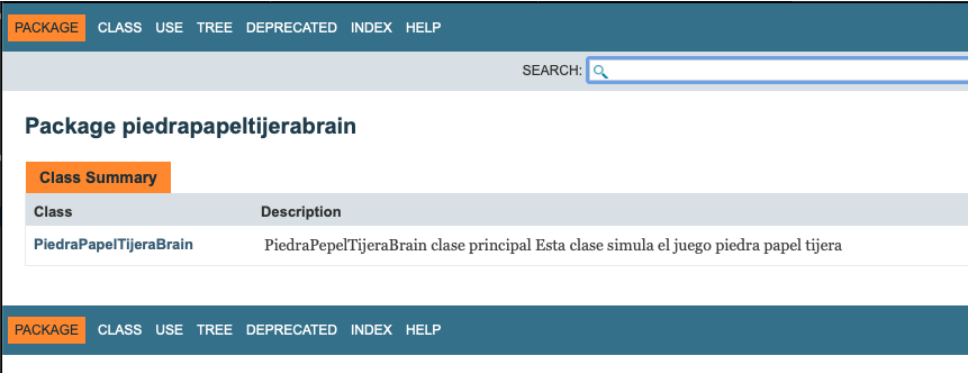 PACKAGE CLASS USE TREE DEPRECATED INDEX HELP
SEARCH:
Package piedrapapeltijerabrain
Class Summary
Class Description
PiedraPapelTijeraBrain PiedraPepelTijeraBrain clase principal Esta clase simula el juego piedra papel tijera
PACKAGE CLASS USE TREE DEPRECATED INDEX HELP